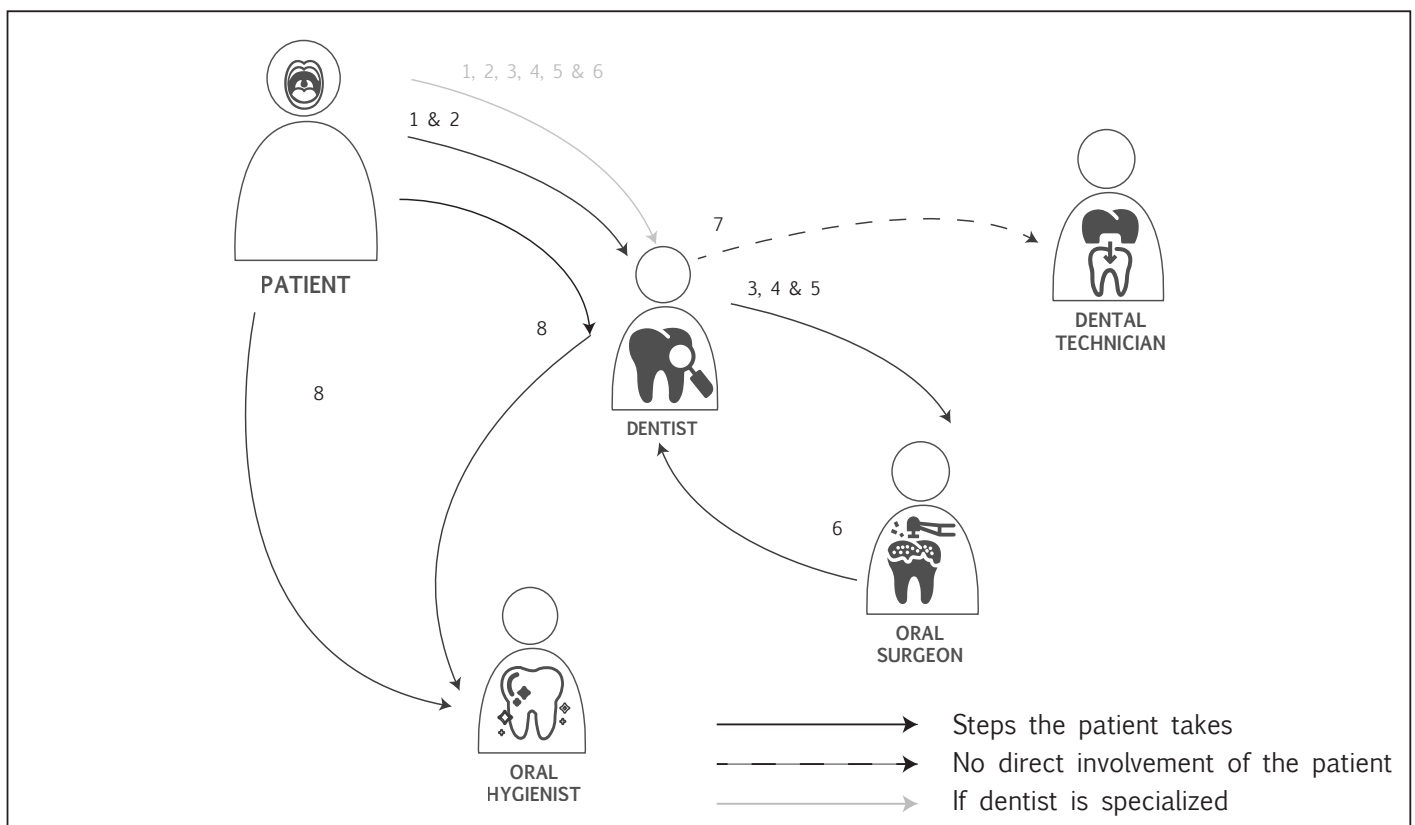 1, 2, 3, 4, 5 & 6
1 & 2
PATIENT
7
3, 4 & 5
DENTAL
TECHNICIAN
8
8
DENTIST
6
ORAL
SURGEON
ORAL
HYGIENIST
Steps the patient takes
No direct involvement of the patient
If dentist is specialized